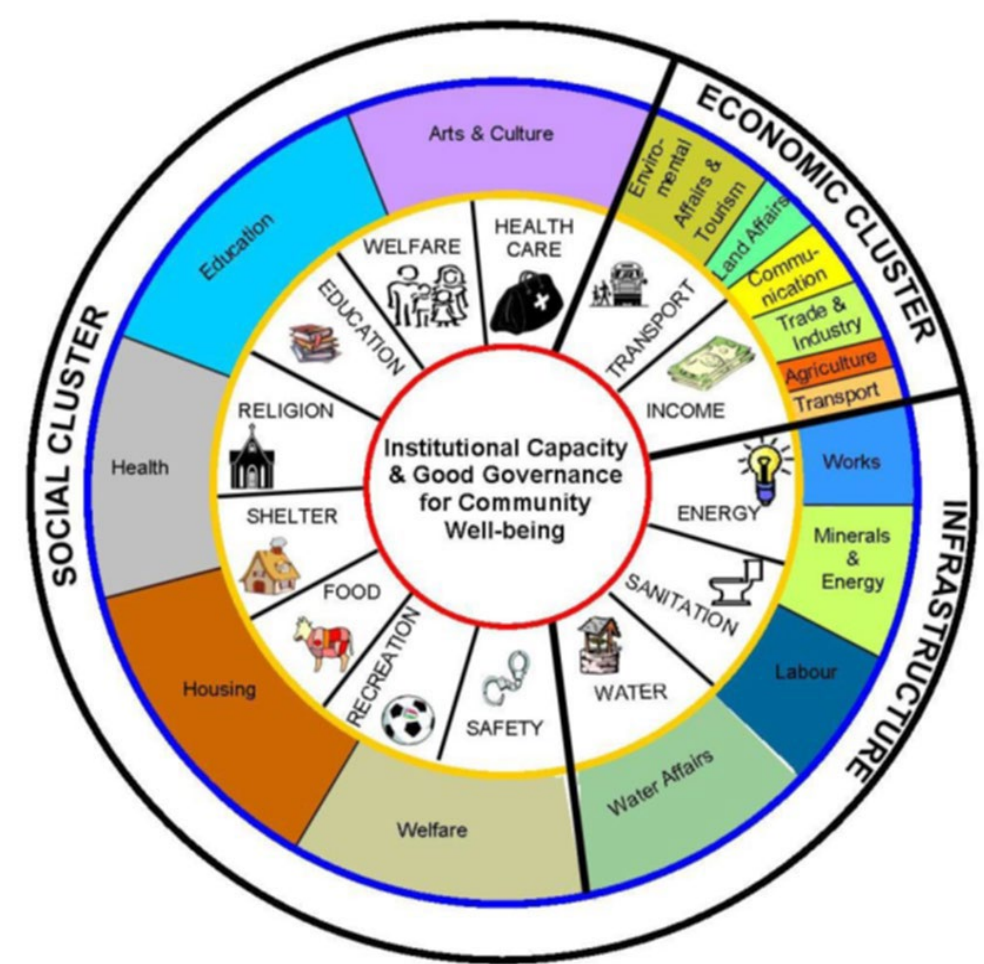 ECONOMIC CLUSTER
SOCIAL CLUSTER
INFRASTRUCTURE
Arts & Culture
Enviro-
mental
Affairs &
Tourism
Land Affairs
Commu-
nication
Trade &
Industry
Agriculture
Transport
Works
Minerals
&
Energy
Labour
Water Affairs
Welfare
Housing
Health
Education
HEALTH
CARE
TRANSPORT
INCOME
ENERGY
SANITATION
WATER
SAFETY
RECREATION
FOOD
SHELTER
RELIGION
EDUCATION
WELFARE
Institutional Capacity
& Good Governance
for Community
Well-being